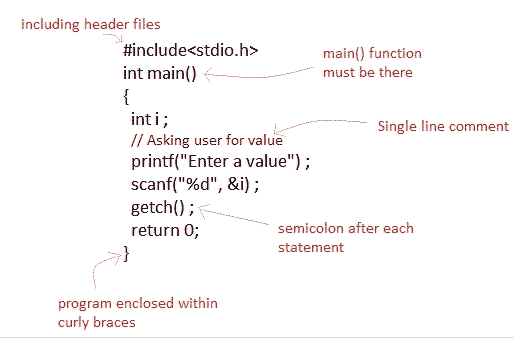 including header files
#include<stdio.h>
int main()
main() function
must be there
{
int i ;
// Asking user for value
Single line comment
printf("Enter a value") ;
scanf("%d", &i) ;
getch() ;
semicolon after each
statement
return 0;
}
program enclosed within
curly braces